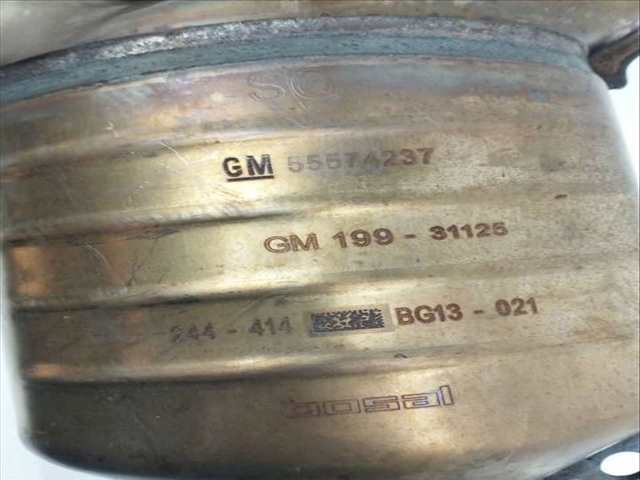 GM 55574237
GM 199 - 31125
244 - 414 BG13 - 021
bosal